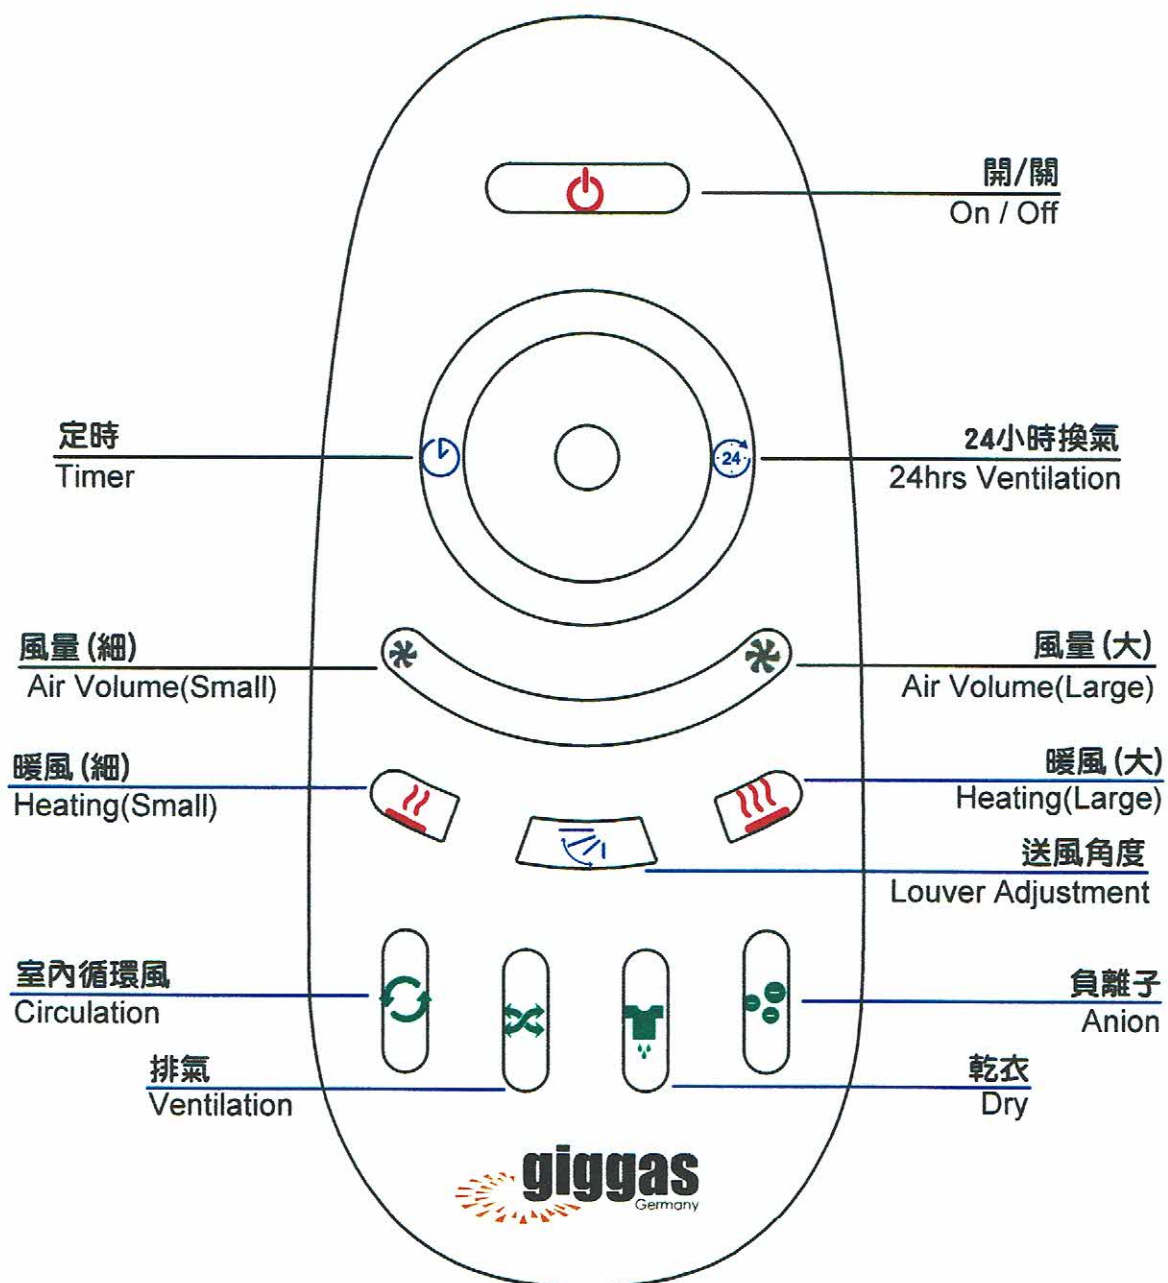 開/關
On / Off
定時
Timer
24
24小時換氣
24hrs Ventilation
風量(細)
Air Volume(Small)
風量(大)
Air Volume(Large)
暖風(細)
Heating(Small)
暖風(大)
Heating(Large)
送風角度
Louver Adjustment
室內循環風
Circulation
負離子
Anion
排氣
Ventilation
乾衣
Dry
giggas
Germany